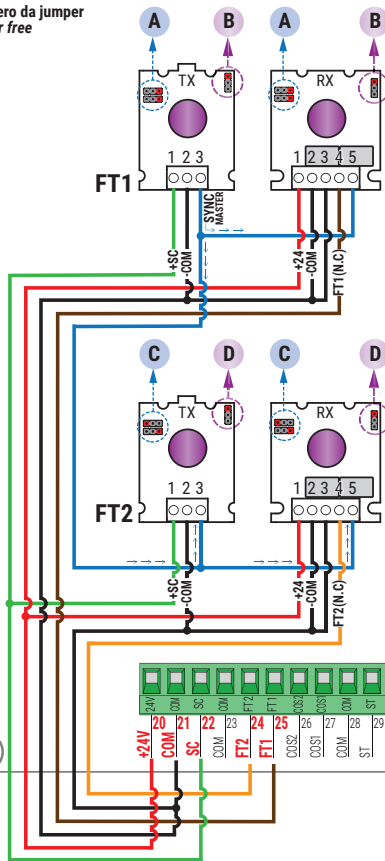 ero da jumper
r free
A B A B
TX RX
1 2 3 1 2 3 4 5
FT1
SYNC
MASTER
+SC -COM +24 -COM FT1(N.C)
C D C D
TX RX
1 2 3 1 2 3 4 5
FT2
+SC -COM +24 -COM FT2(N.C)
24V COM SC COM FT2 FT1 COS2 COS1 COM ST
20 21 22 23 24 25 26 27 28 29
+24V COM SC COM FT2 FT1 COS2 COS1 COM ST